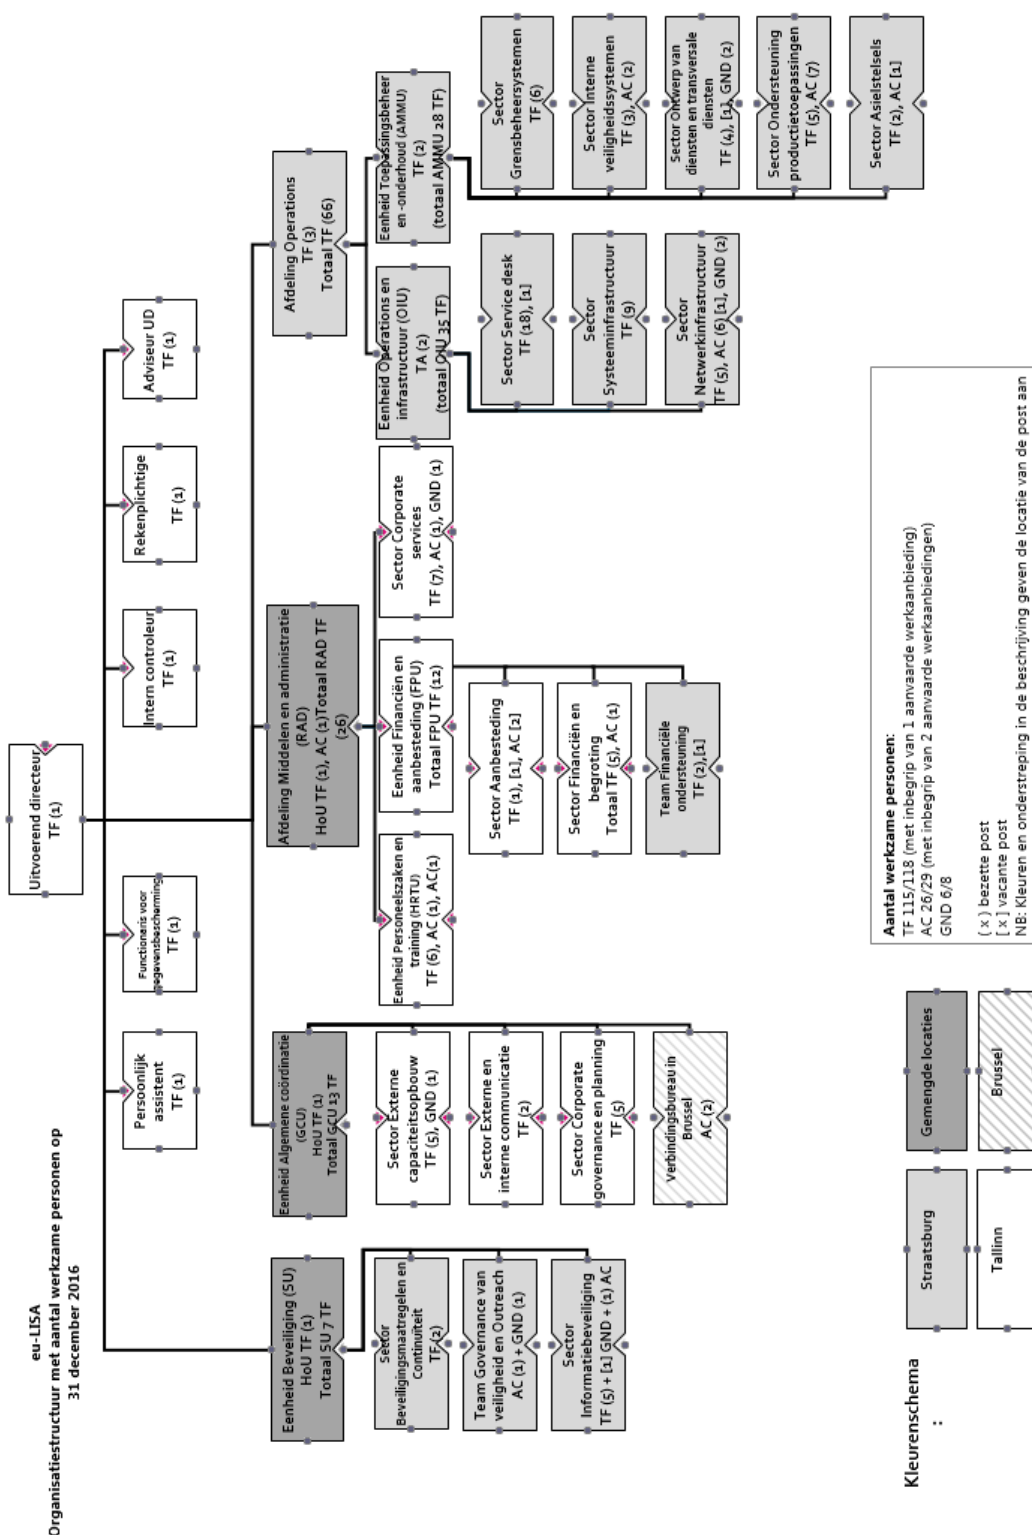 eu-LISA
Organisatiestructuur met aantal werkzame personen op
31 december 2016
Uitvoerend directeur
TF (1)
Persoonlijk
assistent
TF (1)
Functionaris voor
gegevensbescherming
TF (1)
Intern controleur
TF (1)
Rekenplichtige
TF (1)
Adviseur UD
TF (1)
Eenheid Beveiliging (SU)
HoU TF (1)
Totaal SU 7 TF
Sector
Beveiligingsmaatregelen en
Continuïteit
TF (2)
Team Governance van
veiligheid en Outreach
AC (1) + GND (1)
Sector
Informatiebeveiliging
TF (5) + [1] GND + (1) AC
Eenheid Algemene coördinatie
(GCU)
HoU TF (1)
Totaal GCU 13 TF
Sector Externe
capaciteitsopbouw
TF (5), GND (1)
Sector Externe en
interne communicatie
TF (2)
Sector Corporate
governance en planning
TF (5)
Verbindingsbureau in
Brussel
AC (2)
Afdeling Middelen en administratie
(RAD)
HoU TF (1), AC (1)Totaal RAD TF
(26)
Eenheid Personeelszaken en
training (HRTU)
TF (6), AC (1), AC(1)
Eenheid Financiën en
aanbesteding (FPU)
Totaal FPU TF (12)
Sector Aanbesteding
TF (1), [1], AC [2]
Sector Financiën en
begroting
Totaal TF (5), AC (1)
Team Financiële
ondersteuning
TF (2),[1]
Sector Corporate
services
TF (7), AC (1), GND (1)
Afdeling Operations
TF (3)
Totaal TF (66)
Eenheid Operations en
infrastructuur (OIU)
TA (2)
(totaal OIU 35 TF)
Sector Service desk
TF (18), [1]
Sector
Systeeminfrastructuur
TF (9)
Sector
Netwerkinfrastructuur
TF (5), AC (6) [1], GND (2)
Eenheid Toepassingsbeheer
en -onderhoud (AMMU)
TF (2)
(totaal AMMU 28 TF)
Sector
Grensbeheersystemen
TF (6)
Sector Interne
veiligheidssystemen
TF (3), AC (2)
Sector Ontwerp van
diensten en transversale
diensten
TF (4), [1], GND (2)
Sector Ondersteuning
productietoepassingen
TF (5), AC (7)
Sector Asielstelsels
TF (2), AC [1]
Kleurenschema
:
Straatsburg
Gemengde locaties
Tallinn
Brussel
Aantal werkzame personen:
TF 115/118 (met inbegrip van 1 aanvaarde werkaanbieding)
AC 26/29 (met inbegrip van 2 aanvaarde werkaanbiedingen)
GND 6/8
( x ) bezette post
[ x ] vacante post
NB: Kleuren en onderstreping in de beschrijving geven de locatie van de post aan